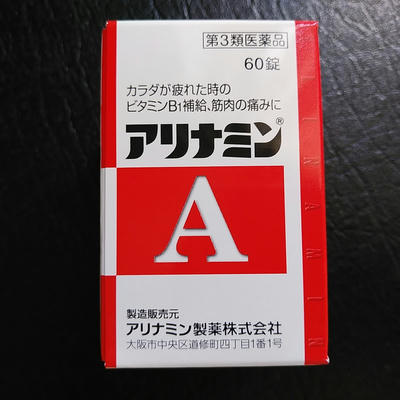 第3類医薬品
60錠
カラダが疲れた時の
ビタミンB1補給、筋肉の痛みに
アリナミン®
A
製造販売元
アリナミン製薬株式会社
大阪市中央区道修町四丁目1番1号
ALINAMIN